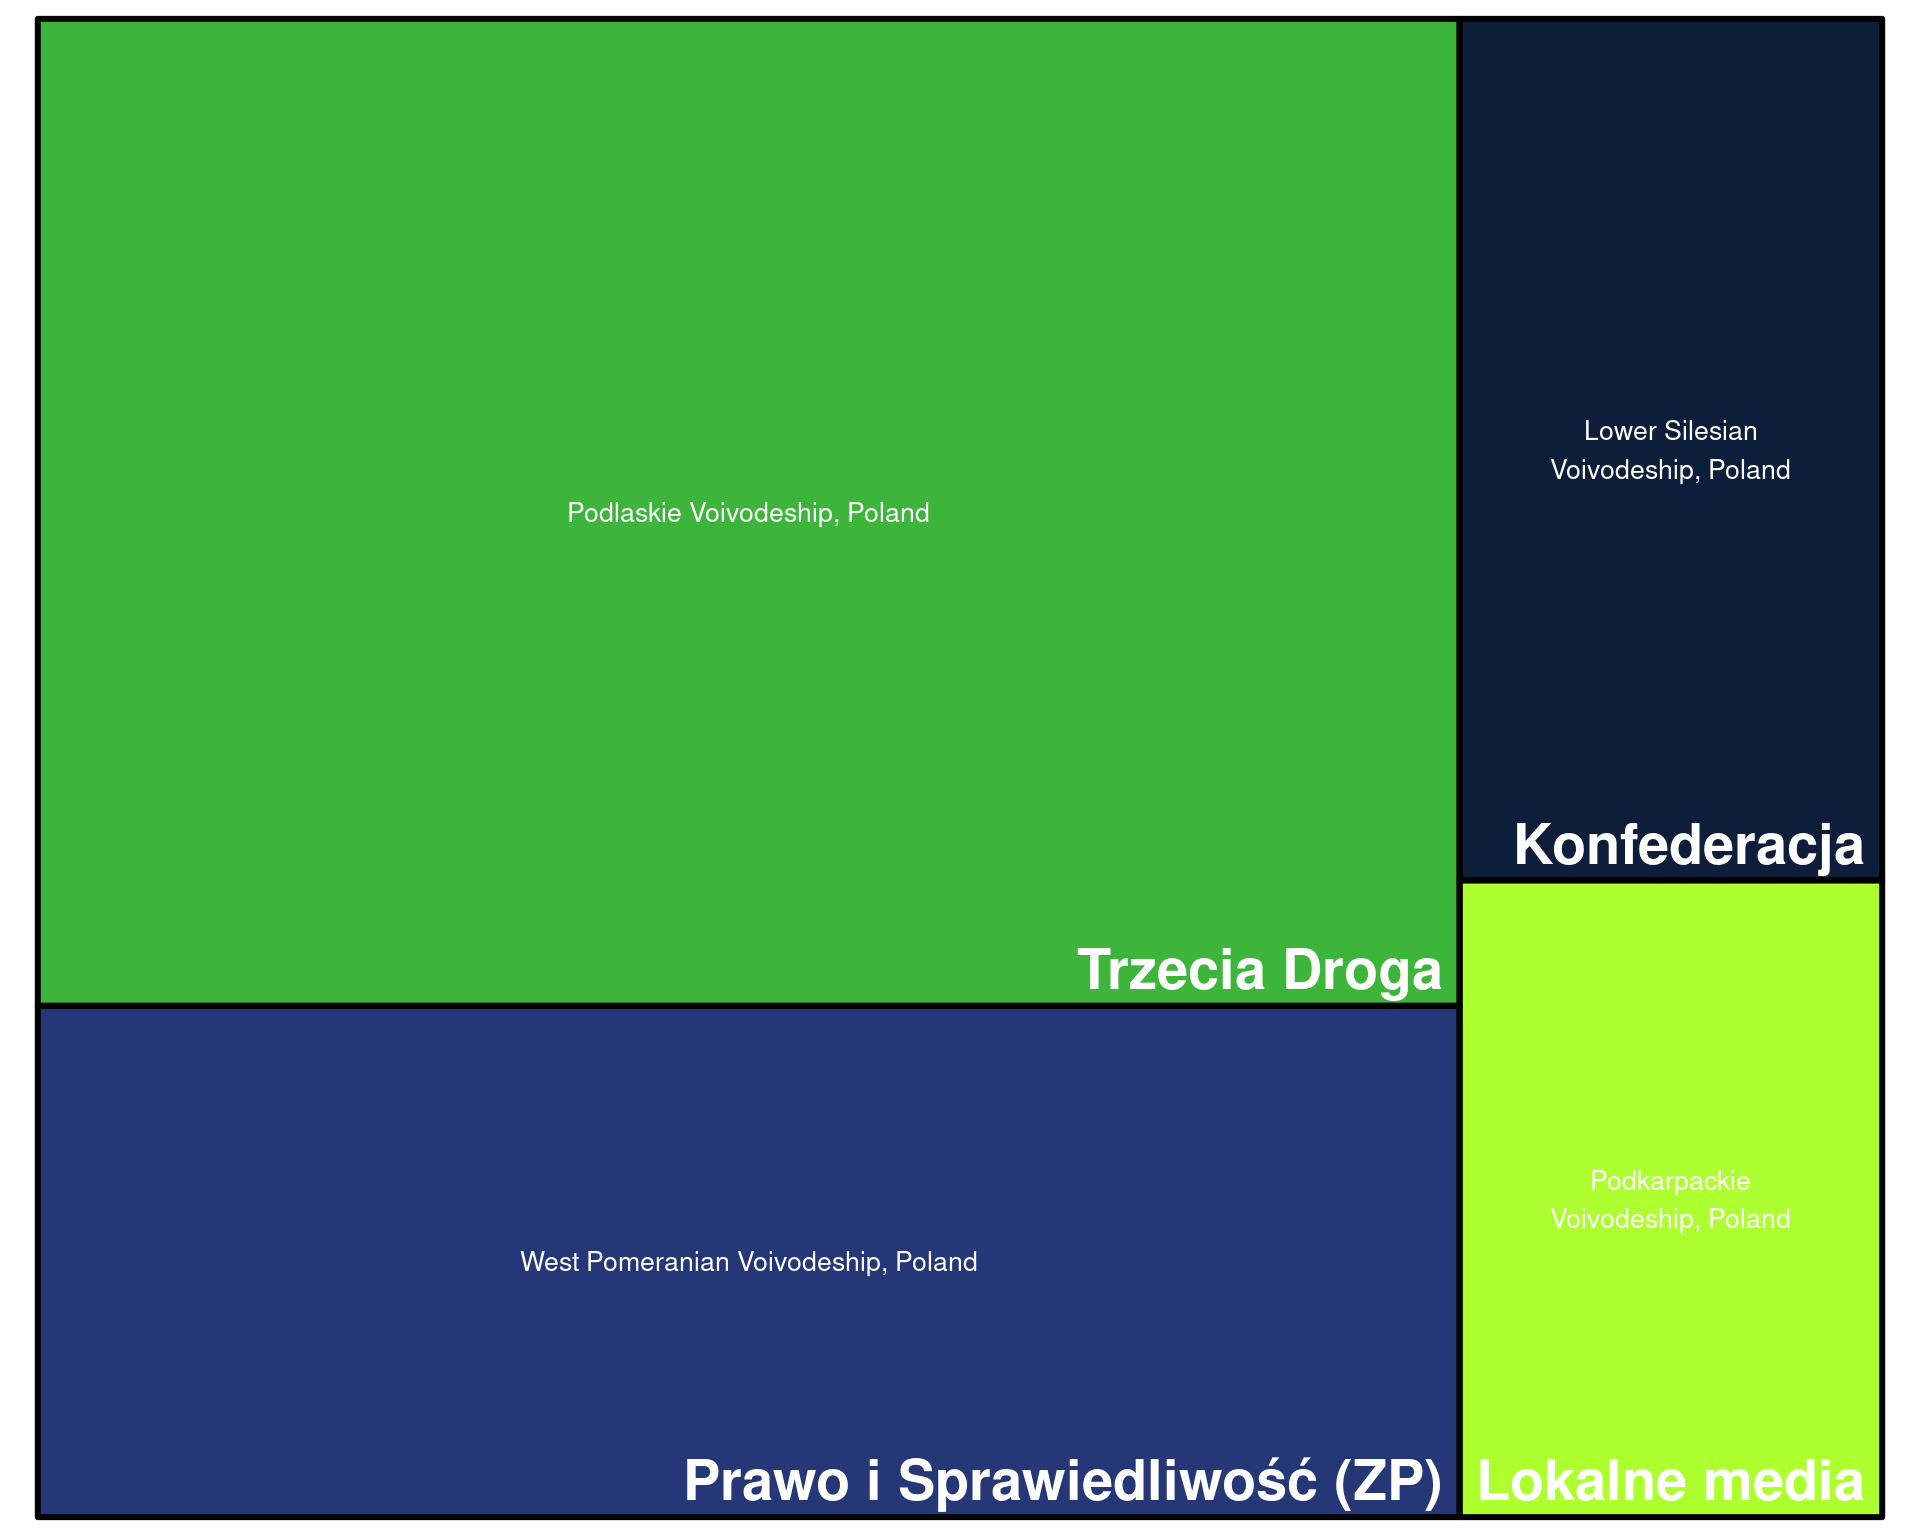 Podlaskie Voivodeship, Poland
Trzecia Droga
West Pomeranian Voivodeship, Poland
Prawo i Sprawiedliwość (ZP)
Lower Silesian
Voivodeship, Poland
Konfederacja
Podkarpackie
Voivodeship, Poland
Lokalne media